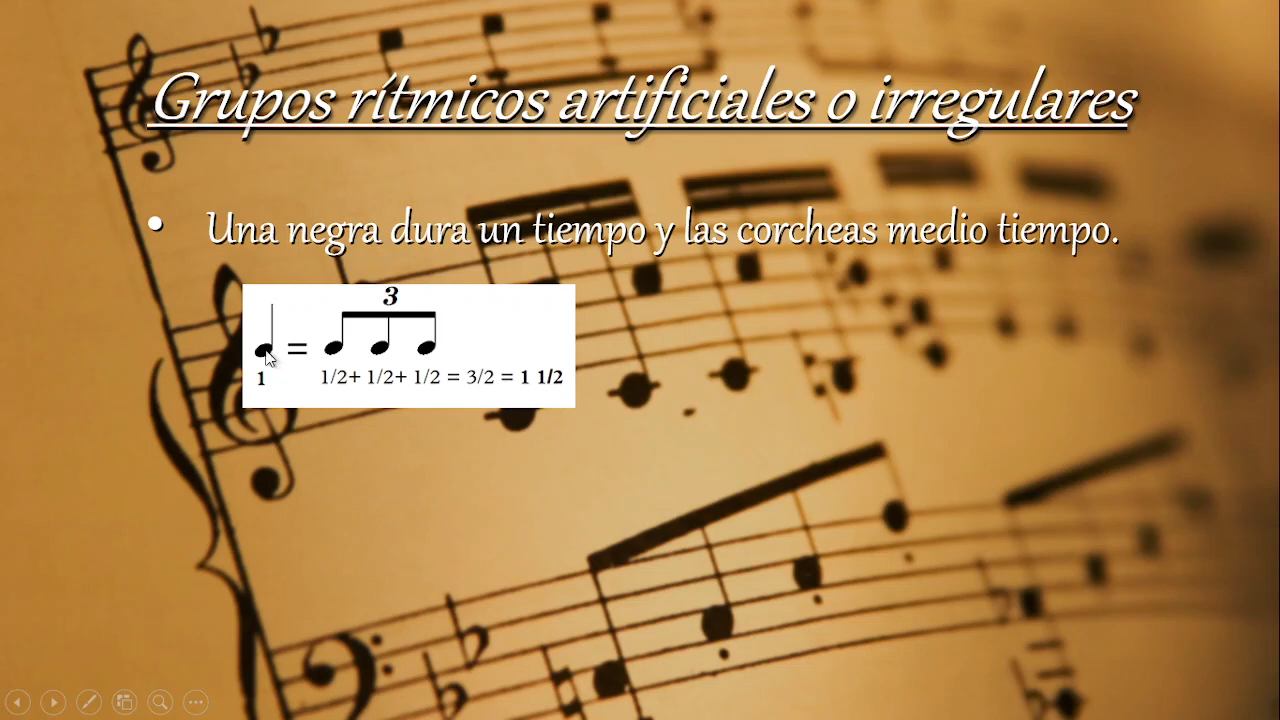 Grupos rítmicos artificiales o irregulares
• Una negra dura un tiempo y las corcheas medio tiempo.
3
=
1 1/2+ 1/2+ 1/2 = 3/2 = 1 1/2